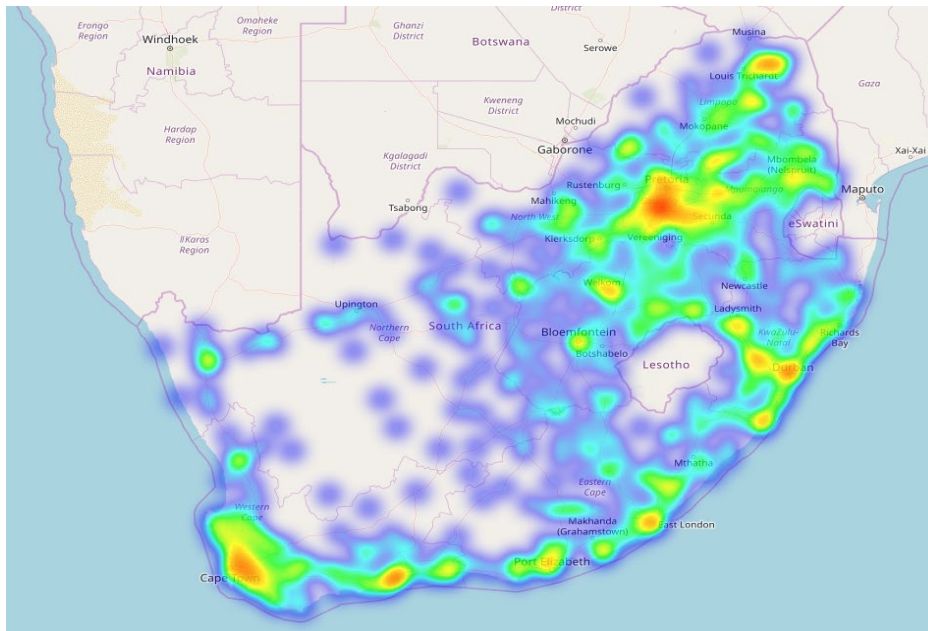 District
Erongo
Region
Omaheke
Region
Ghanzi
District
Musina
Windhoek
Botswana
Serowe
Namibia
Louis Trichardt
Gaza
Kweneng
District
Limpopo
Hardap
Region
Mochudi
Mokopane
Gaborone
Xai-Xai
Kgalagadi
District
Mbombela
(Nelspruit)
Pretoria
Rustenburg
Mpumalanga
Maputo
Mahikeng
Tsabong
North West
Secunda
eSwatini
ǁKaras
Region
Klerksdorp
Vereeniging
Welkom
Newcastle
Upington
Ladysmith
Northern
Cape
South Africa
Bloemfontein
KwaZulu-
Natal
Richards
Bay
Botshabelo
Lesotho
Durban
Mthatha
Eastern
Cape
Western
Cape
Makhanda
(Grahamstown)
East London
Port Elizabeth
Cape Town